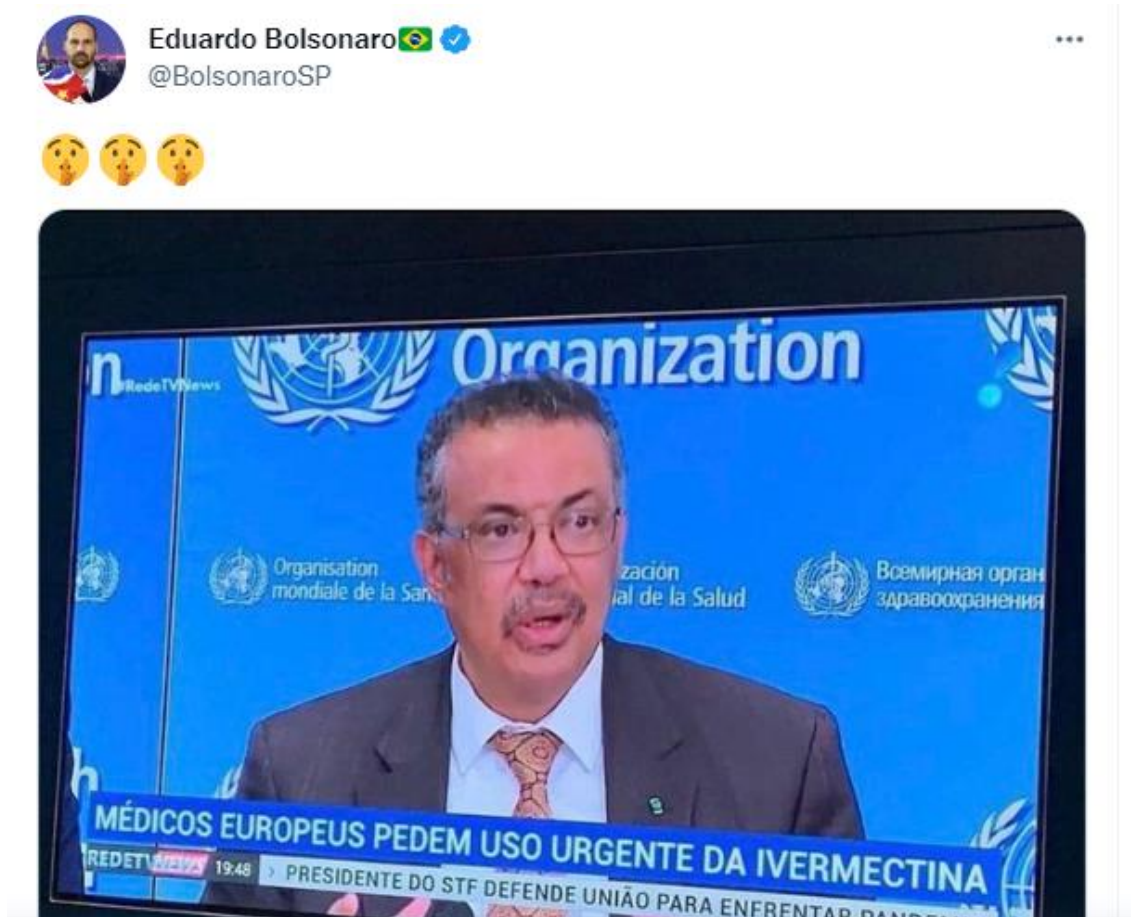 Eduardo Bolsonaro
@BolsonaroSP
Organization
n
#RedeTVNews
Organisation
mondiale de la San
zación
al de la Salud
Всемирная орган
здравоохранения
h
MÉDICOS EUROPEUS PEDEM USO URGENTE DA IVERMECTINA
REDETV NEWS 19:48 > PRESIDENTE DO STF DEFENDE UNIÃO PARA ENFRENTAR PANDE